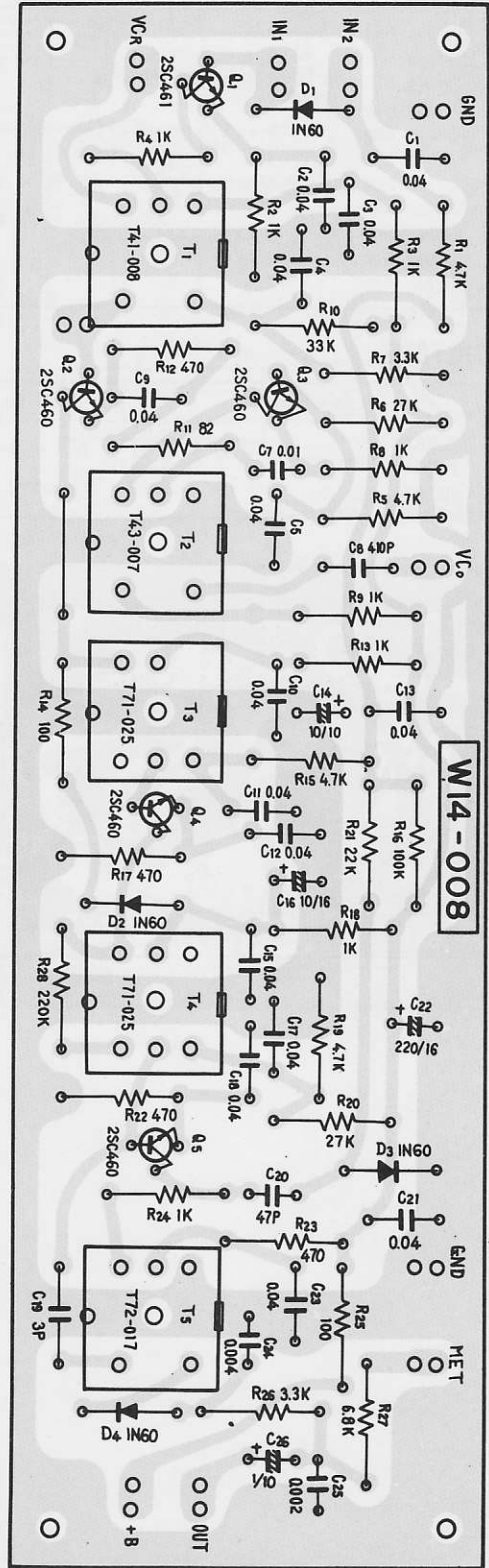 VCR
2SC461
Q1
IN1
IN2
D1
IN60
GND
C1
0.04
R4 1K
T41-008
T1
R2 1K
C2 0.04
C3 0.04
C4
0.04
R3 1K
R1 4.7K
R10
33K
R12 470
R7 3.3K
Q2
2SC460
C9
0.04
2SC460
Q3
R6 27K
R11 82
C7 0.01
R8 1K
T43-007
T2
0.04
R5 4.7K
C8 410P
R9 1K
R13 1K
R14 100
T71-025
T3
C10
0.04
C14
+
10/10
C13
0.04
R15 4.7K
W14-008
2SC460
Q4
C11 0.04
C12 0.04
R21 22K
R16 100K
R17 470
+
C16 10/16
D2 IN60
R18
1K
R28 220K
T71-025
T4
C15
0.04
C17
0.04
C18 0.04
R19 4.7K
+
C22
220/16
R22 470
R20
27K
2SC460
Q5
D3 IN60
R24 1K
C20
47P
C21
0.04
R23
470
GND
C19 3P
T72-017
T5
C23
0.04
C24
0.004
R25
100
MET
R26 3.3K
R27
6.8K
D4 IN60
+
C26
1/10
C25
0.002
+B
OUT